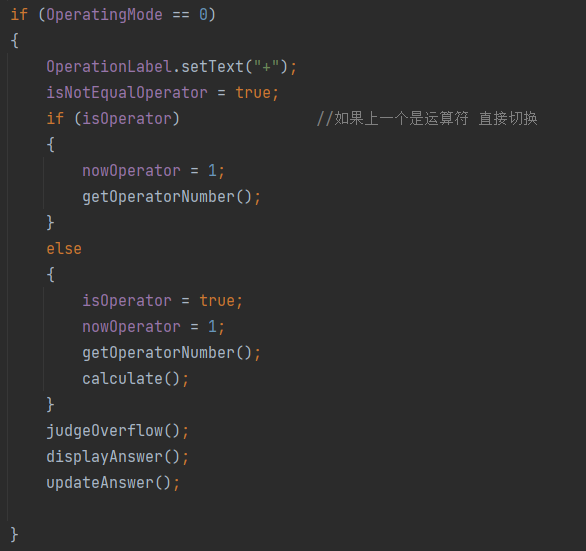 if (OperatingMode == 0)
{
OperationLabel.setText("+");
isNotEqualOperator = true;
if (isOperator) //如果上一个是运算符 直接切换
{
nowOperator = 1;
getOperatorNumber();
}
else
{
isOperator = true;
nowOperator = 1;
getOperatorNumber();
calculate();
}
judgeOverflow();
displayAnswer();
updateAnswer();
}